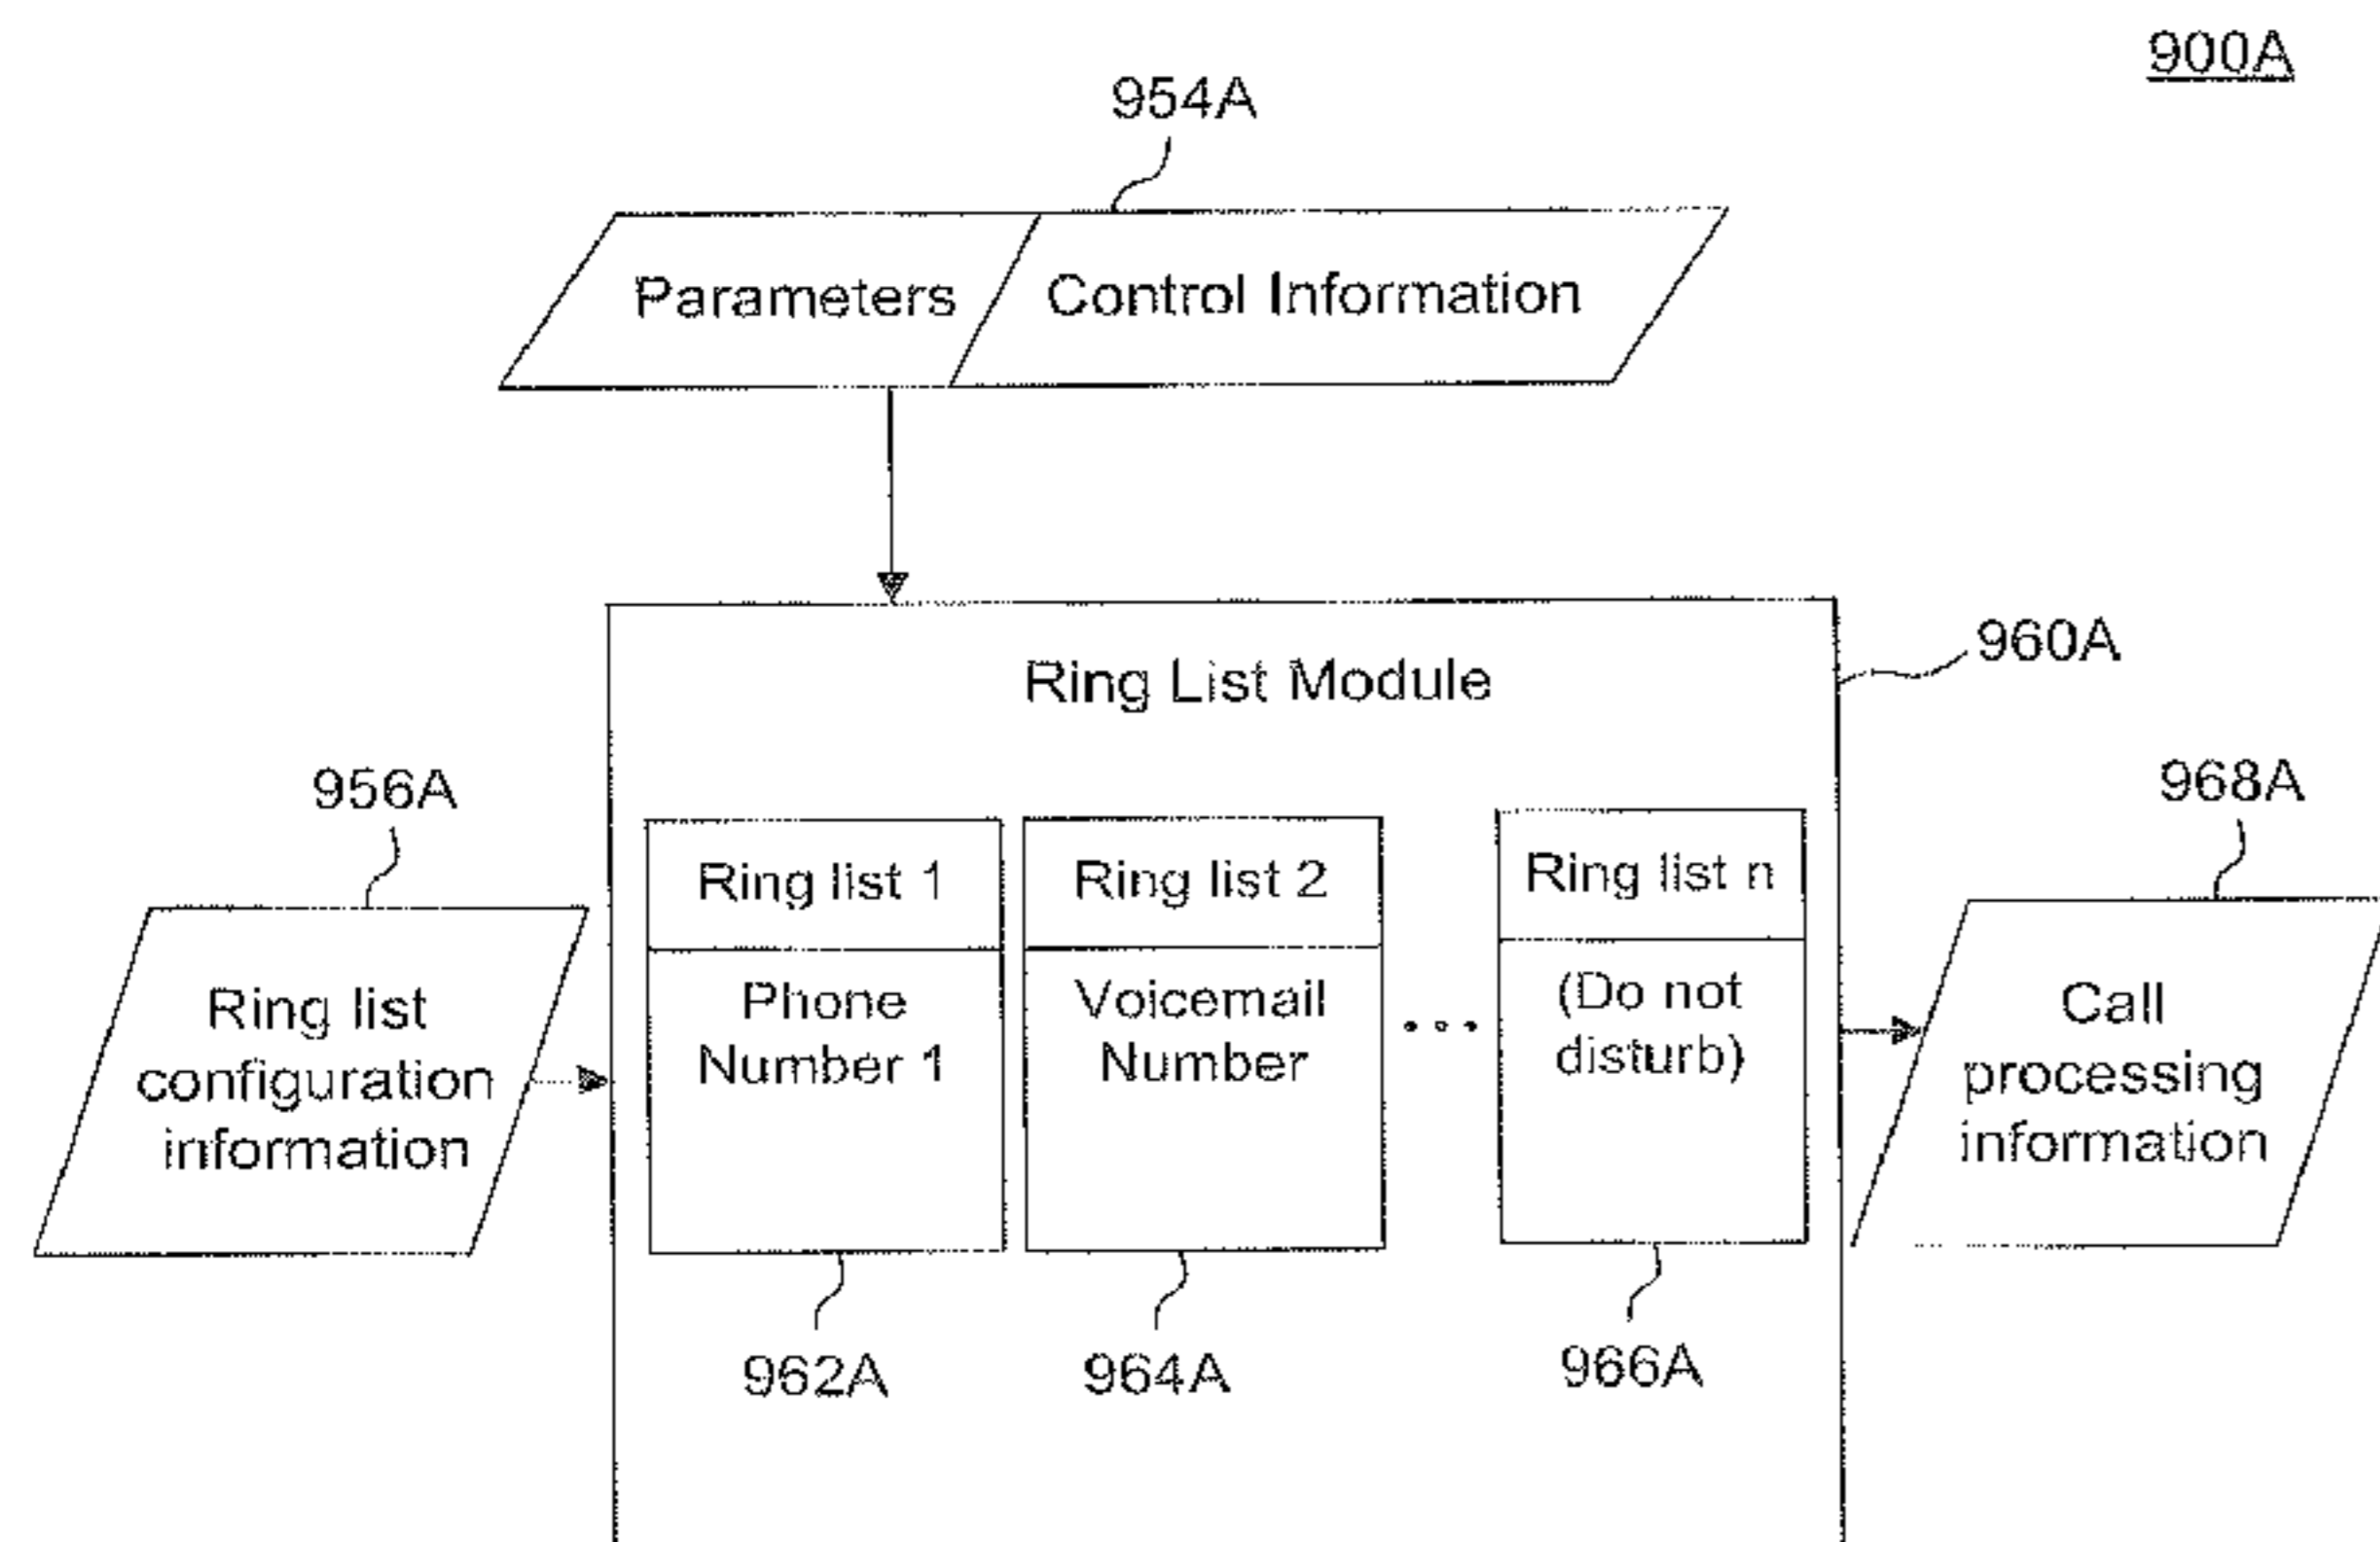 900A
954A
Parameters
Control Information
960A
Ring List Module
956A
968A
Ring list 1
Ring list 2
Ring list n
Ring list
configuration
information
Phone
Number 1
Voicemail
Number
...
(Do not
disturb)
Call
processing
information
962A
964A
966A